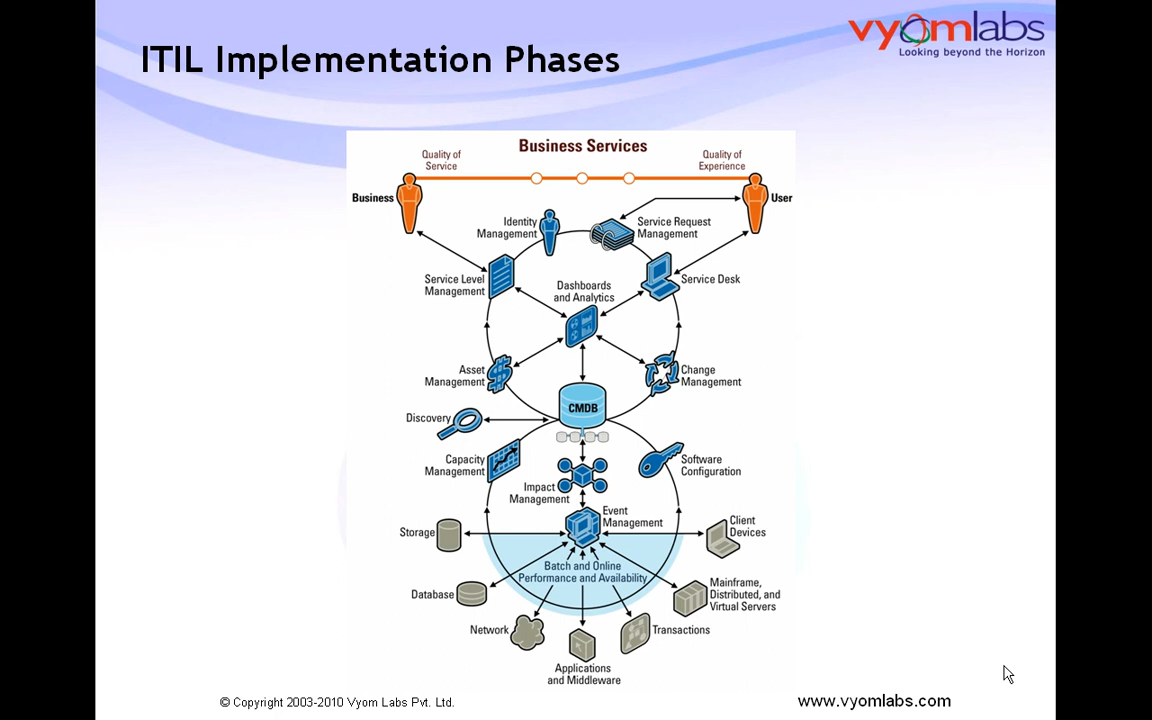 vyomlabs
Looking beyond the Horizon
ITIL Implementation Phases
Business Services
Quality of
Service
Quality of
Experience
Business
User
Identity
Management
Service Request
Management
Service Level
Management
Dashboards
and Analytics
Service Desk
Asset
Management
Change
Management
CMDB
Discovery
Capacity
Management
Software
Configuration
Impact
Management
Event
Management
Storage
Client
Devices
Batch and Online
Performance and Availability
Database
Mainframe,
Distributed, and
Virtual Servers
Network
Transactions
Applications
and Middleware
© Copyright 2003-2010 Vyom Labs Pvt. Ltd.
www.vyomlabs.com